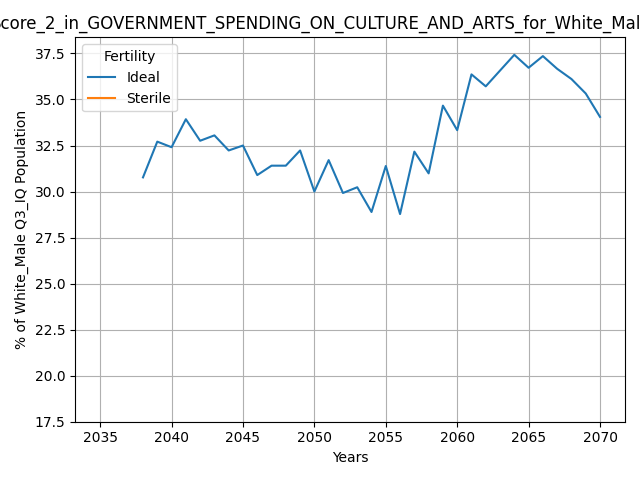 core_2_in_GOVERNMENT_SPENDING_ON_CULTURE_AND_ARTS_for_White_Mal
Fertility
Ideal
Sterile
% of White_Male Q3_IQ Population
37.5
35.0
32.5
30.0
27.5
25.0
22.5
20.0
17.5
2035 2040 2045 2050 2055 2060 2065 2070
Years